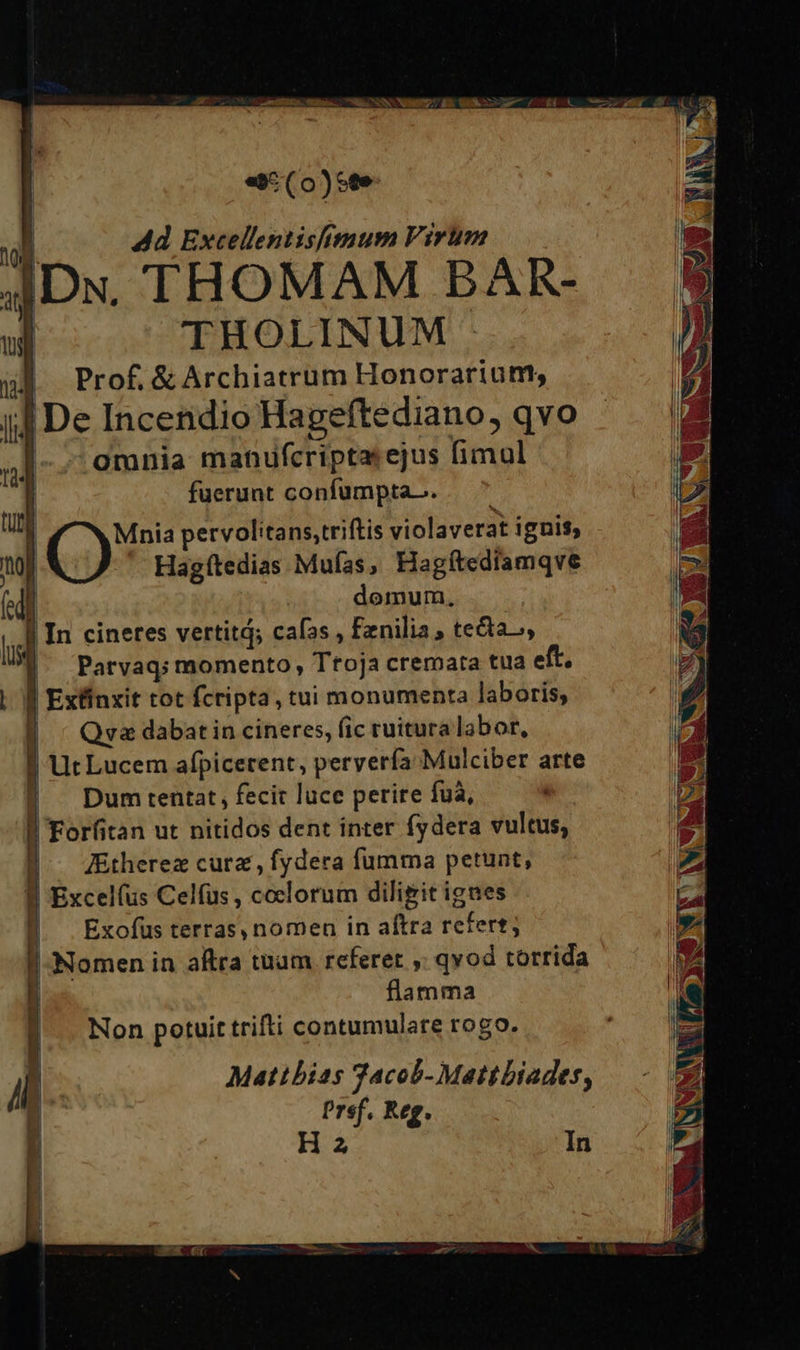 (o)
Ad Excellentisſimum Virum
Dn. THOMAM BAR-
THOLINUM
Prof. & Archiatrum Honorarium,
De Incendio Hageſtediano, qvo
omnia manuſcripta ejus ſimul
fuerunt conſumpta.
OMnia pervolitans, triſtis violaverat ignis,
Hagſtedias Muſas, Hagſtediamqve
domum.
In cineres vertitq; caſas, fænilia, tecta,
Parvaq; momento, Troja cremata tua eſt.
Extinxit tot ſcripta, tui monumenta laboris,
Qvæ dabat in cineres, ſic ruitura labor,
Ut Lucem aſpicerent, perverſa Mulciber arte
Dum tentat, fecit luce perire ſuâ,
Forſitan ut nitidos dent inter ſydera vultus,
Æthereæ curæ, ſydera ſumma petunt,
Excelſus Celſus, cœlorum diligit ignes
Exoſus terras, nomen in aſtra refert;
Nomen in aſtra tuum referet, qvod torrida
flamma
Non potuit triſti contumulare rogo.
Matthias Jacob-Matthiades,
Prof. Reg.
H 2 In